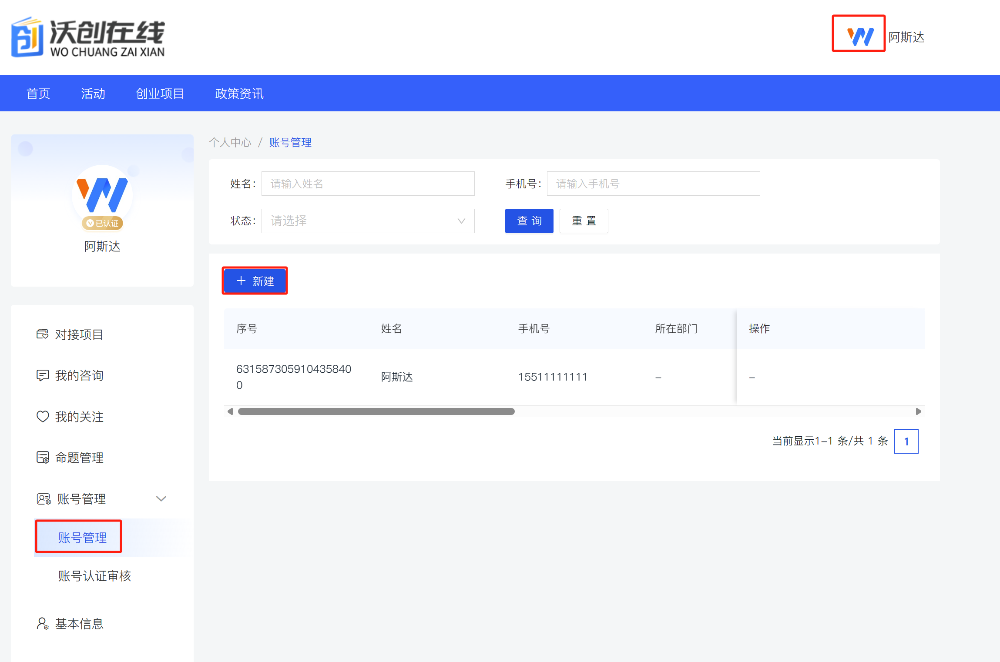 创 沃创在线
WO CHUANG ZAI XIAN
阿斯达
首页 活动 创业项目 政策资讯
个人中心 / 账号管理
姓名: 请输入姓名 手机号: 请输入手机号
状态: 请选择 查 询 重 置
已认证
阿斯达
+ 新建
序号 姓名 手机号 所在部门 操作
631587305910435840
0
阿斯达 15511111111 – –
当前显示1-1 条/共 1 条 1
对接项目
我的咨询
我的关注
命题管理
账号管理
账号管理
账号认证审核
基本信息